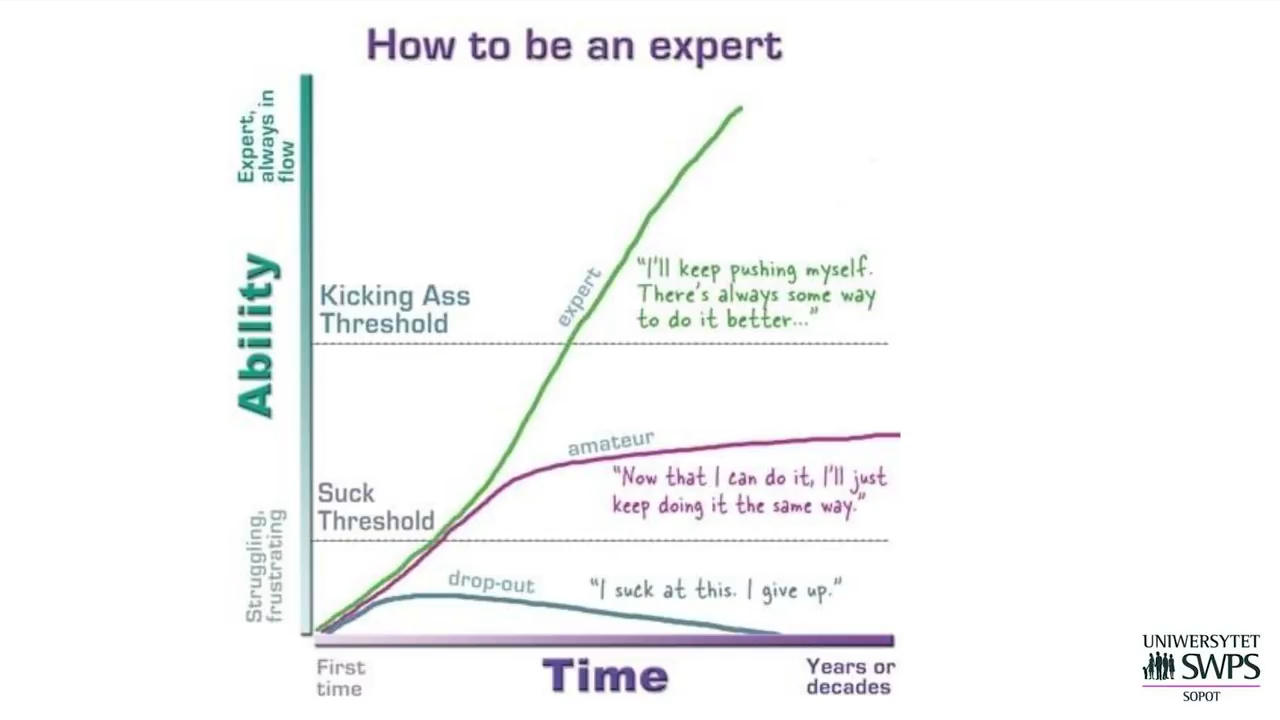 How to be an expert
Expert,
always in
flow
Ability
Struggling,
frustrating
Kicking Ass
Threshold
Suck
Threshold
expert
"I'll keep pushing myself.
There's always some way
to do it better..."
amateur
"Now that I can do it, I'll just
keep doing it the same way."
drop-out
"I suck at this. I give up."
First
time
Time
Years or
decades
UNIWERSYTET
SWPS
SOPOT